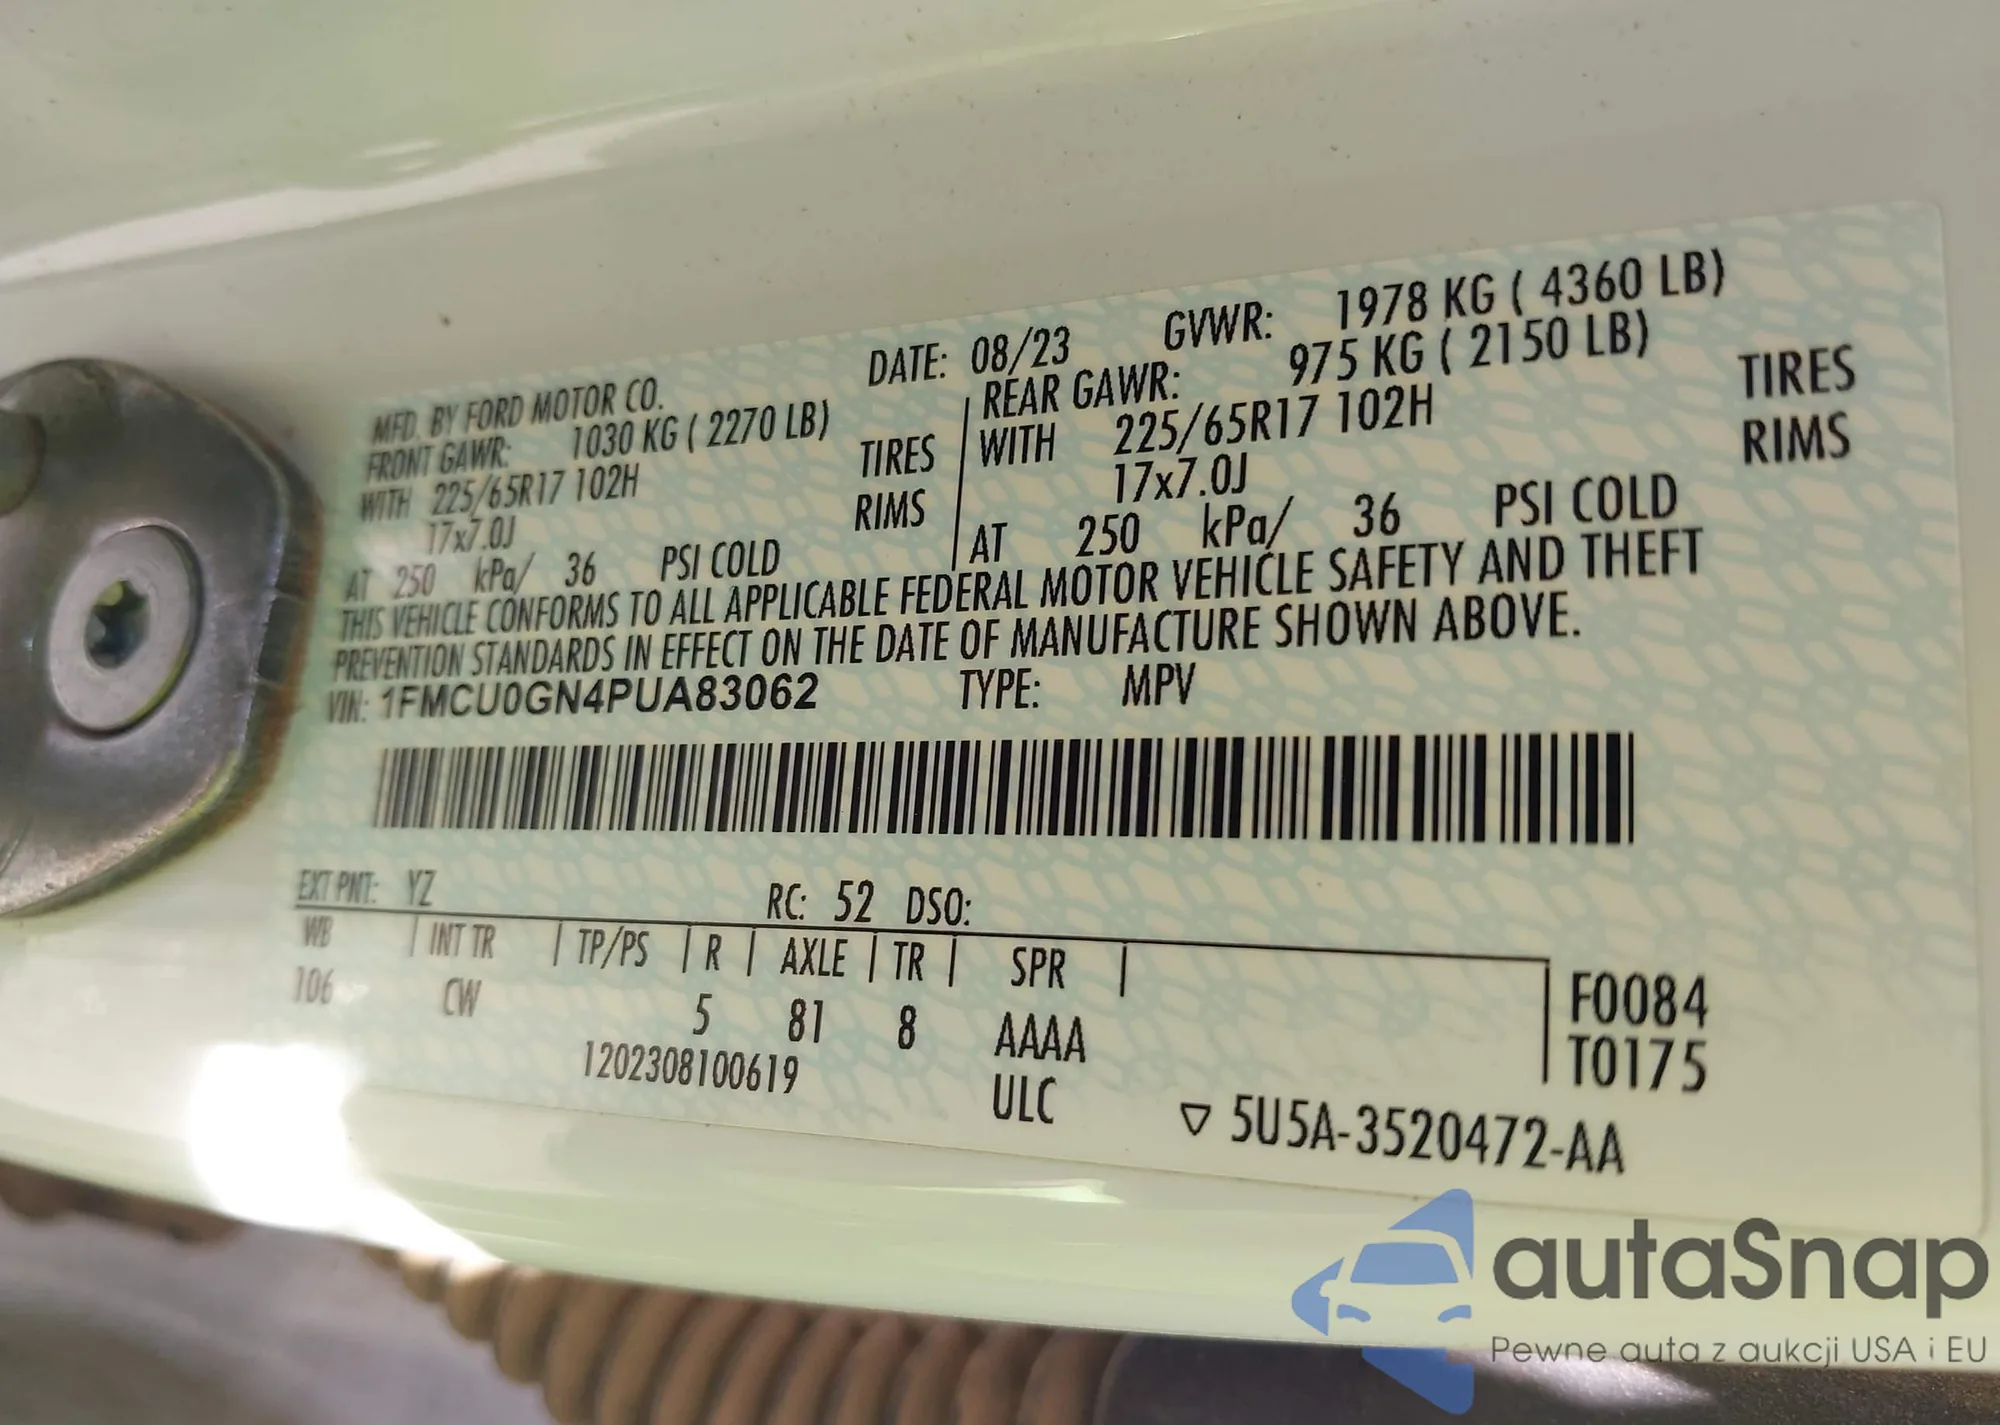 MFD. BY FORD MOTOR CO. DATE: 08/23 GVWR: 1978 KG ( 4360 LB)
FRONT GAWR: 1030 KG ( 2270 LB) REAR GAWR: 975 KG ( 2150 LB)
WITH 225/65R17 102H TIRES WITH 225/65R17 102H TIRES
17x7.0J RIMS 17x7.0J RIMS
AT 250 kPa/ 36 PSI COLD AT 250 kPa/ 36 PSI COLD
THIS VEHICLE CONFORMS TO ALL APPLICABLE FEDERAL MOTOR VEHICLE SAFETY AND THEFT
PREVENTION STANDARDS IN EFFECT ON THE DATE OF MANUFACTURE SHOWN ABOVE.
VIN: 1FMCU0GN4PUA83062 TYPE: MPV
EXT PNT: YZ RC: 52 DSO:
WB INT TR TP/PS R AXLE TR SPR
106 CW 5 81 8 AAAA F0084
1202308100619 ULC T0175
5U5A-3520472-AA
autaSnap
Pewne auta z aukcji USA i EU